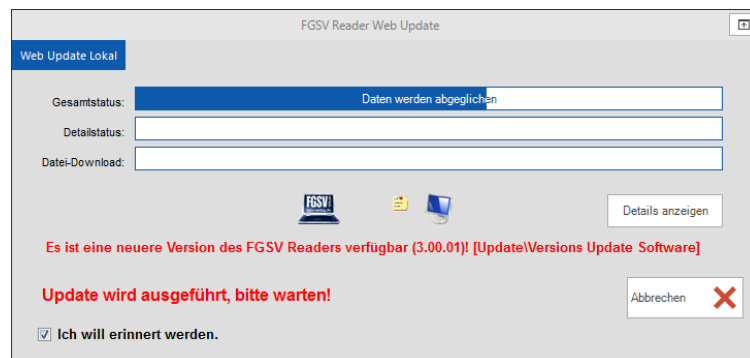 FGSV Reader Web Update
Web Update Lokal
Gesamtstatus:
Daten werden abgeglichen
Detailstatus:
Datei-Download:
FGSV
Details anzeigen
Es ist eine neuere Version des FGSV Readers verfügbar (3.00.01)! [Update\Versions Update Software]
Update wird ausgeführt, bitte warten!
Abbrechen
Ich will erinnert werden.